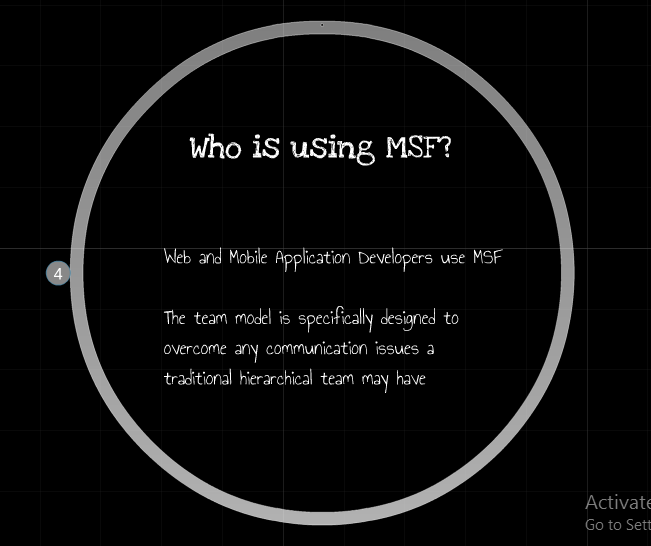 Who is using MSF?
Web and Mobile Application Developers use MSF
The team model is specifically designed to
overcome any communication issues a
traditional hierarchical team may have
4
Activate
Go to Sett